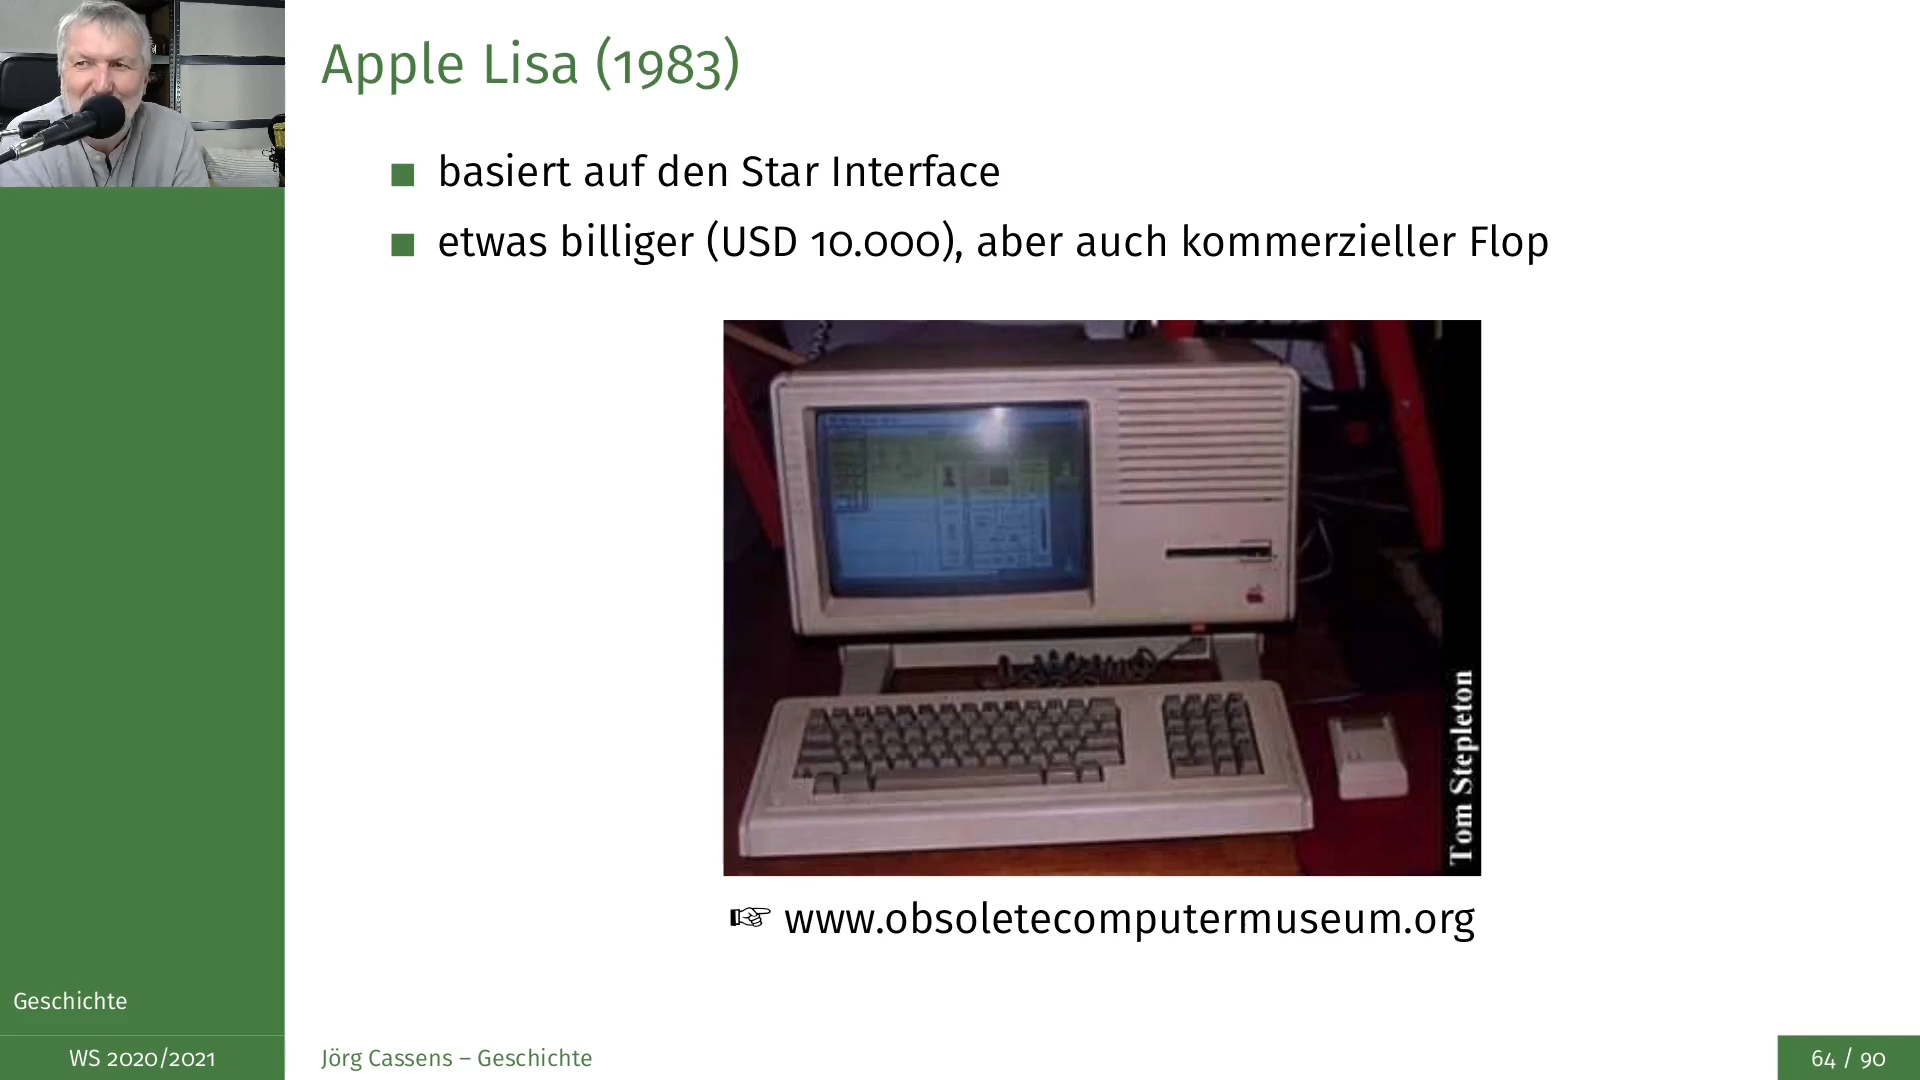 Apple Lisa (1983)
basiert auf den Star Interface
etwas billiger (USD 10.000), aber auch kommerzieller Flop
Tom Stepleton
☞ www.obsoletecomputermuseum.org
Geschichte
WS 2020/2021
Jörg Cassens – Geschichte
64 / 90